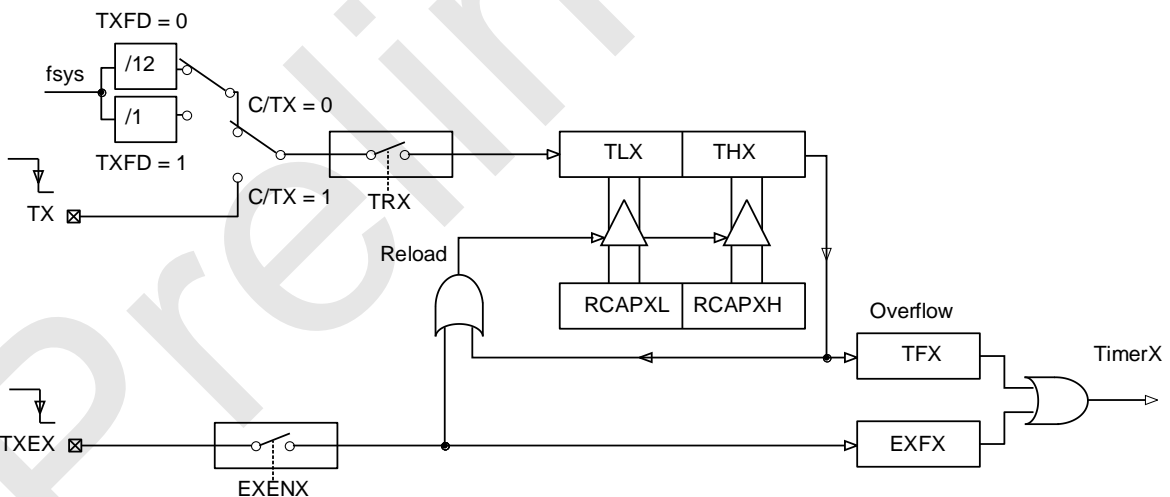 TXFD = 0
/12
fsys
C/TX = 0
/1
TLX
THX
TXFD = 1
C/TX = 1
TRX
TX
Reload
RCAPXL
RCAPXH
Overflow
TFX
TimerX
TXEX
EXFX
EXENX
Prelim